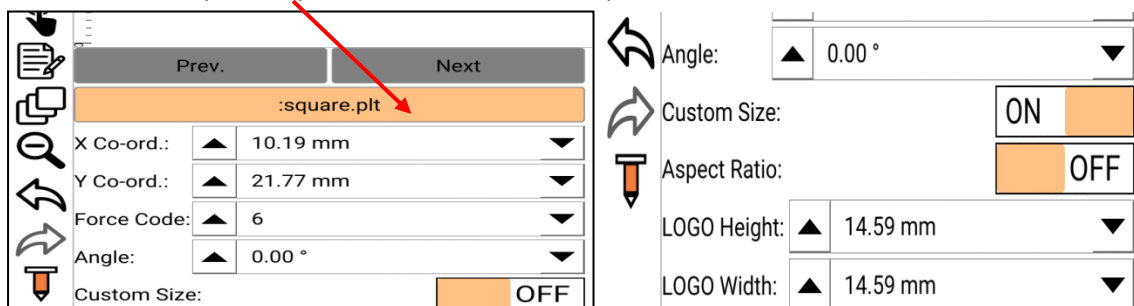 Prev. Next
:square.plt
X Co-ord.: 10.19 mm
Y Co-ord.: 21.77 mm
Force Code: 6
Angle: 0.00 °
Custom Size: OFF
Angle: 0.00 °
Custom Size: ON
Aspect Ratio: OFF
LOGO Height: 14.59 mm
LOGO Width: 14.59 mm